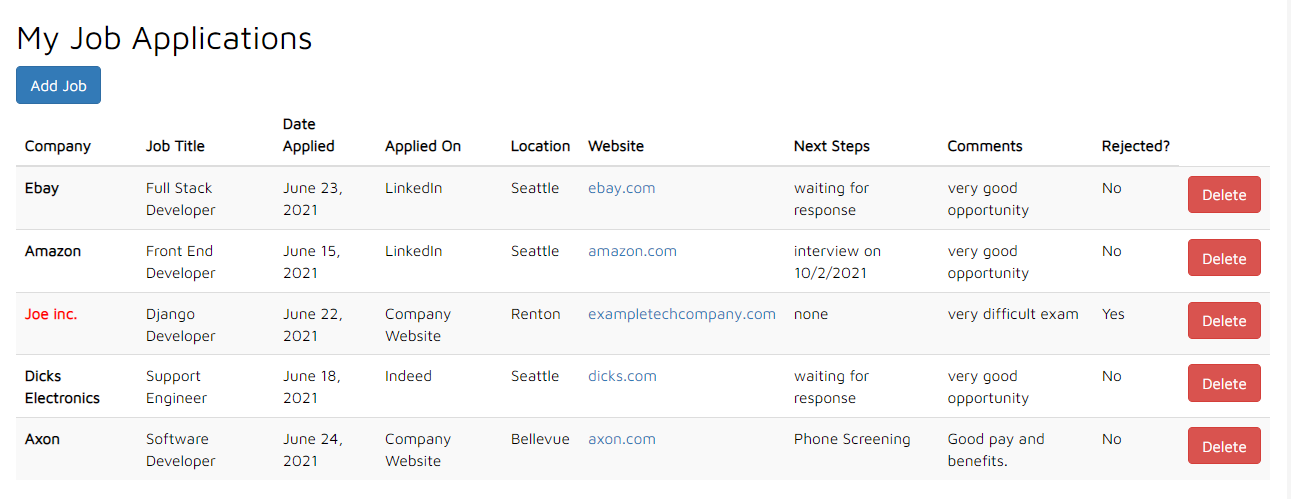 My Job Applications
Add Job
Date
Company Job Title Applied Applied On Location Website Next Steps Comments Rejected?
Ebay Full Stack June 23, LinkedIn Seattle ebay.com waiting for very good No Delete
Developer 2021 response opportunity
Amazon Front End June 15, LinkedIn Seattle amazon.com interview on very good No Delete
Developer 2021 10/2/2021 opportunity
Joe inc. Django June 22, Company Renton exampletechcompany.com none very difficult exam Yes Delete
Developer 2021 Website
Dicks Support June 18, Indeed Seattle dicks.com waiting for very good No Delete
Electronics Engineer 2021 response opportunity
Axon Software June 24, Company Bellevue axon.com Phone Screening Good pay and No Delete
Developer 2021 Website benefits.